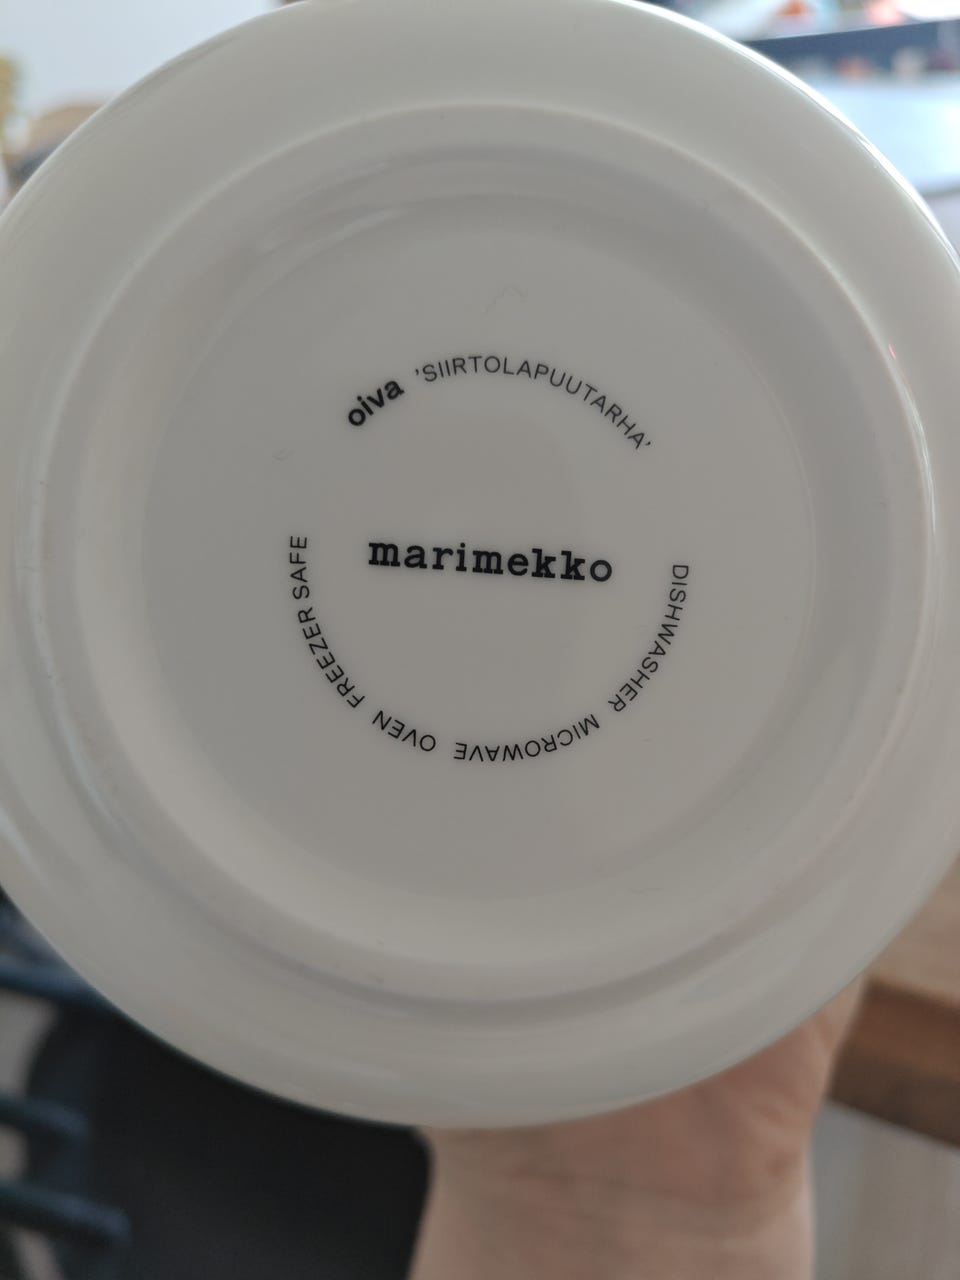 oiva ’SIIRTOLAPUUTARHA’
marimekko
DISHWASHER MICROWAVE OVEN FREEZER SAFE